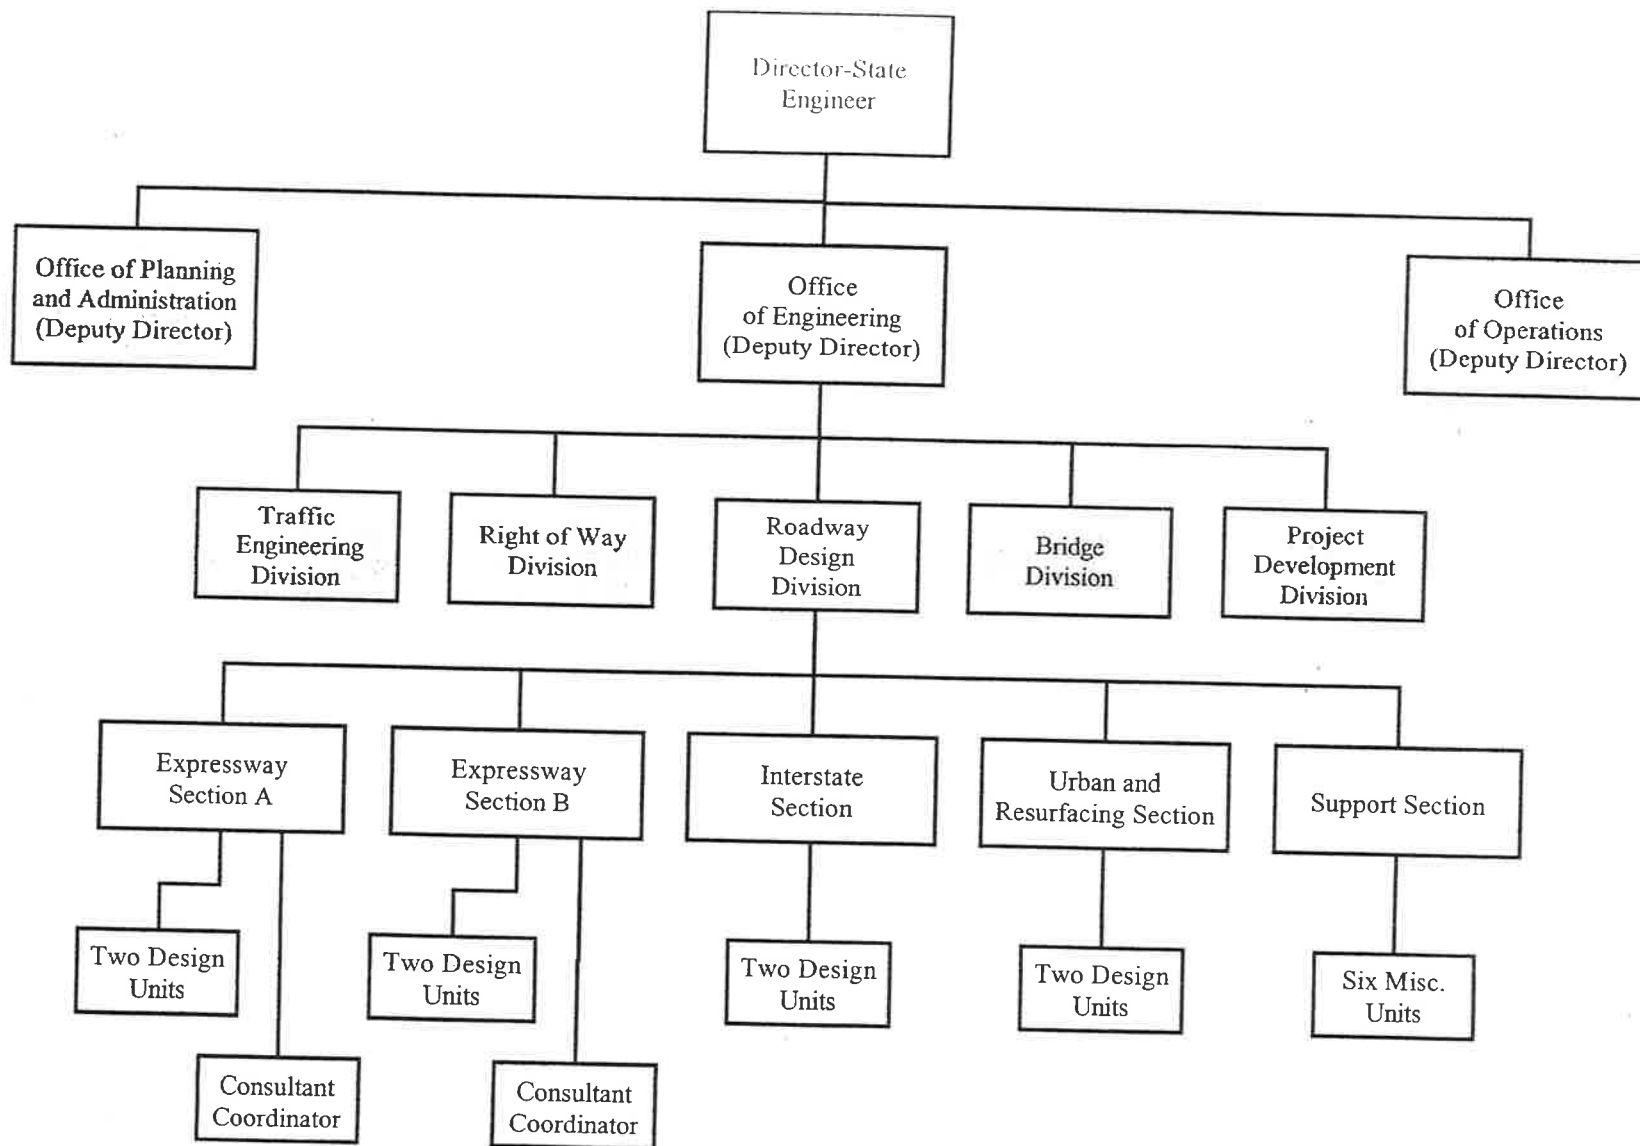 Director-State
Engineer
Office of Planning
and Administration
(Deputy Director)
Office
of Engineering
(Deputy Director)
Office
of Operations
(Deputy Director)
Traffic
Engineering
Division
Right of Way
Division
Roadway
Design
Division
Bridge
Division
Project
Development
Division
Expressway
Section A
Expressway
Section B
Interstate
Section
Urban and
Resurfacing Section
Support Section
Two Design
Units
Two Design
Units
Two Design
Units
Two Design
Units
Six Misc.
Units
Consultant
Coordinator
Consultant
Coordinator